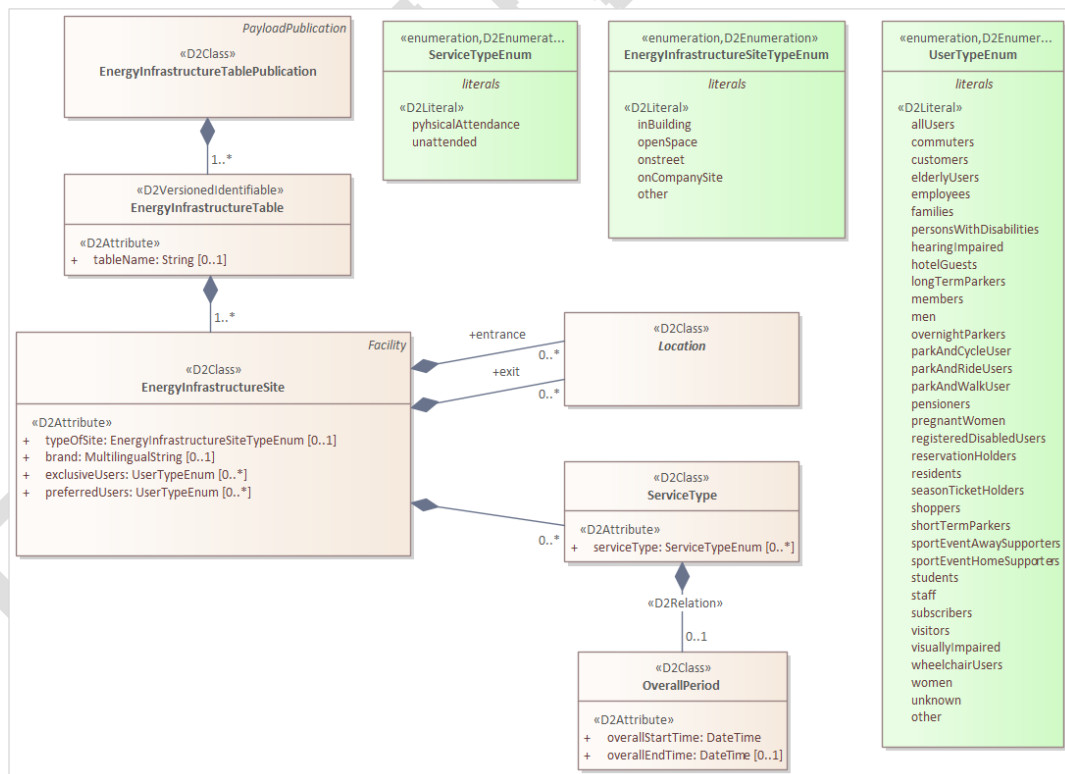 PayloadPublication
«D2Class»
EnergyInfrastructureTablePublication
1..*
«D2VersionedIdentifiable»
EnergyInfrastructureTable
«D2Attribute»
+ tableName: String [0..1]
1..*
Facility
«D2Class»
EnergyInfrastructureSite
«D2Attribute»
+ typeOfSite: EnergyInfrastructureSiteTypeEnum [0..1]
+ brand: MultilingualString [0..1]
+ exclusiveUsers: UserTypeEnum [0..*]
+ preferredUsers: UserTypeEnum [0..*]
«enumeration,D2Enumerat...
ServiceTypeEnum
literals
«D2Literal»
pyhsicalAttendance
unattended
«enumeration,D2Enumeration»
EnergyInfrastructureSiteTypeEnum
literals
«D2Literal»
inBuilding
openSpace
onstreet
onCompanySite
other
+entrance
0..*
+exit
0..*
«D2Class»
Location
0..*
«D2Class»
ServiceType
«D2Attribute»
+ serviceType: ServiceTypeEnum [0..*]
«D2Relation»
0..1
«D2Class»
OverallPeriod
«D2Attribute»
+ overallStartTime: DateTime
+ overallEndTime: DateTime [0..1]
«enumeration,D2Enumer...
UserTypeEnum
literals
«D2Literal»
allUsers
commuters
customers
elderlyUsers
employees
families
personsWithDisabilities
hearingImpaired
hotelGuests
longTermParkers
members
men
overnightParkers
parkAndCycleUser
parkAndRideUsers
parkAndWalkUser
pensioners
pregnantWomen
registeredDisabledUsers
reservationHolders
residents
seasonTicketHolders
shoppers
shortTermParkers
sportEventAwaySupporters
sportEventHomeSupporters
students
staff
subscribers
visitors
visuallyImpaired
wheelchairUsers
women
unknown
other